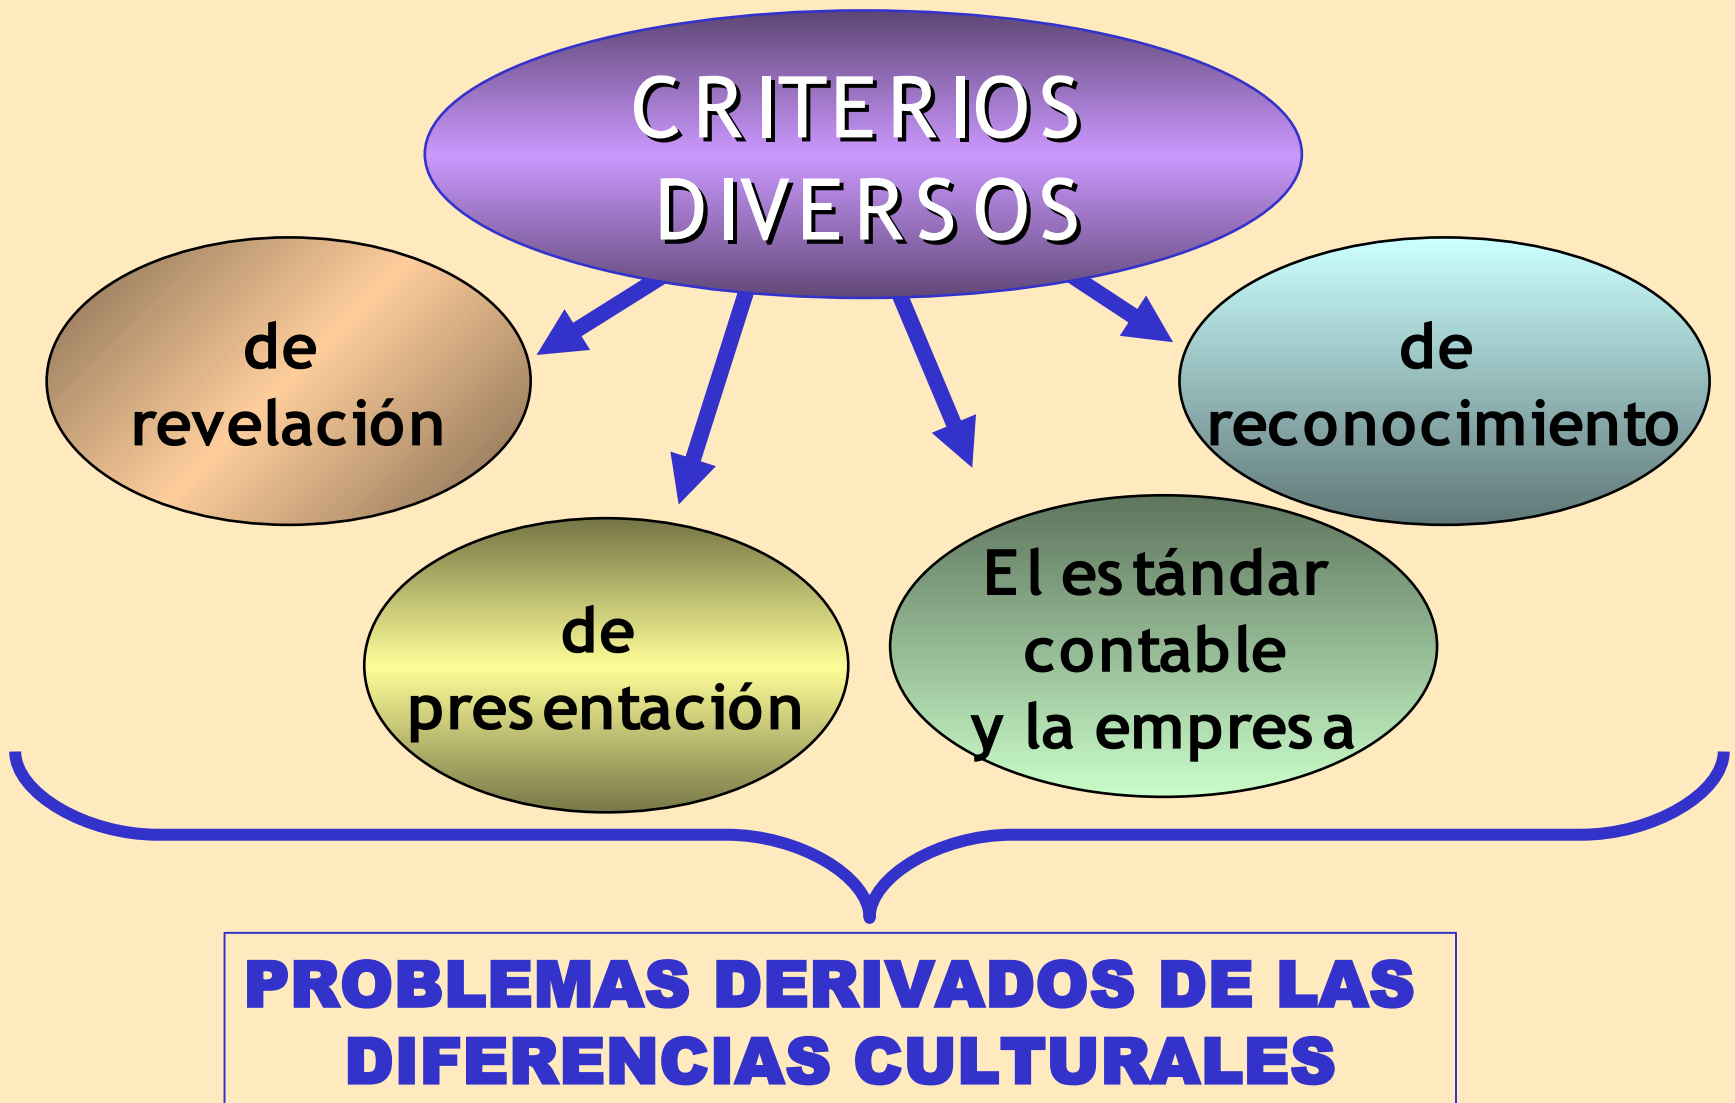 CRITERIOS
DIVERSOS
de
revelación
de
reconocimiento
de
presentación
El estándar
contable
y la empresa
PROBLEMAS DERIVADOS DE LAS
DIFERENCIAS CULTURALES